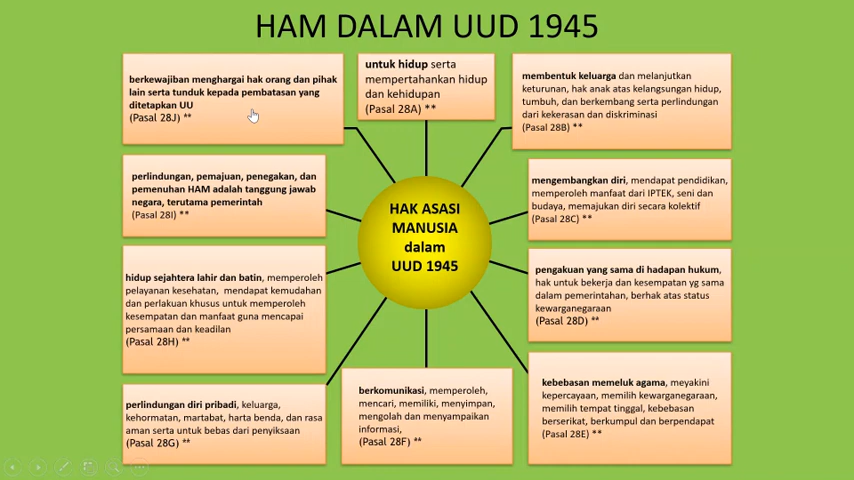 HAM DALAM UUD 1945
berkewajiban menghargai hak orang dan pihak
lain serta tunduk kepada pembatasan yang
ditetapkan UU
(Pasal 28J) **
untuk hidup serta
mempertahankan hidup
dan kehidupan
(Pasal 28A) **
membentuk keluarga dan melanjutkan
keturunan, hak anak atas kelangsungan hidup,
tumbuh, dan berkembang serta perlindungan
dari kekerasan dan diskriminasi
(Pasal 28B) **
perlindungan, pemajuan, penegakan, dan
pemenuhan HAM adalah tanggung jawab
negara, terutama pemerintah
(Pasal 28I) **
HAK ASASI
MANUSIA
dalam
UUD 1945
mengembangkan diri, mendapat pendidikan,
memperoleh manfaat dari IPTEK, seni dan
budaya, memajukan diri secara kolektif
(Pasal 28C) **
hidup sejahtera lahir dan batin, memperoleh
pelayanan kesehatan, mendapat kemudahan
dan perlakuan khusus untuk memperoleh
kesempatan dan manfaat guna mencapai
persamaan dan keadilan
(Pasal 28H) **
pengakuan yang sama di hadapan hukum,
hak untuk bekerja dan kesempatan yg sama
dalam pemerintahan, berhak atas status
kewarganegaraan
(Pasal 28D) **
perlindungan diri pribadi, keluarga,
kehormatan, martabat, harta benda, dan rasa
aman serta untuk bebas dari penyiksaan
(Pasal 28G) **
berkomunikasi, memperoleh,
mencari, memiliki, menyimpan,
mengolah dan menyampaikan
informasi,
(Pasal 28F) **
kebebasan memeluk agama, meyakini
kepercayaan, memilih kewarganegaraan,
memilih tempat tinggal, kebebasan
berserikat, berkumpul dan berpendapat
(Pasal 28E) **